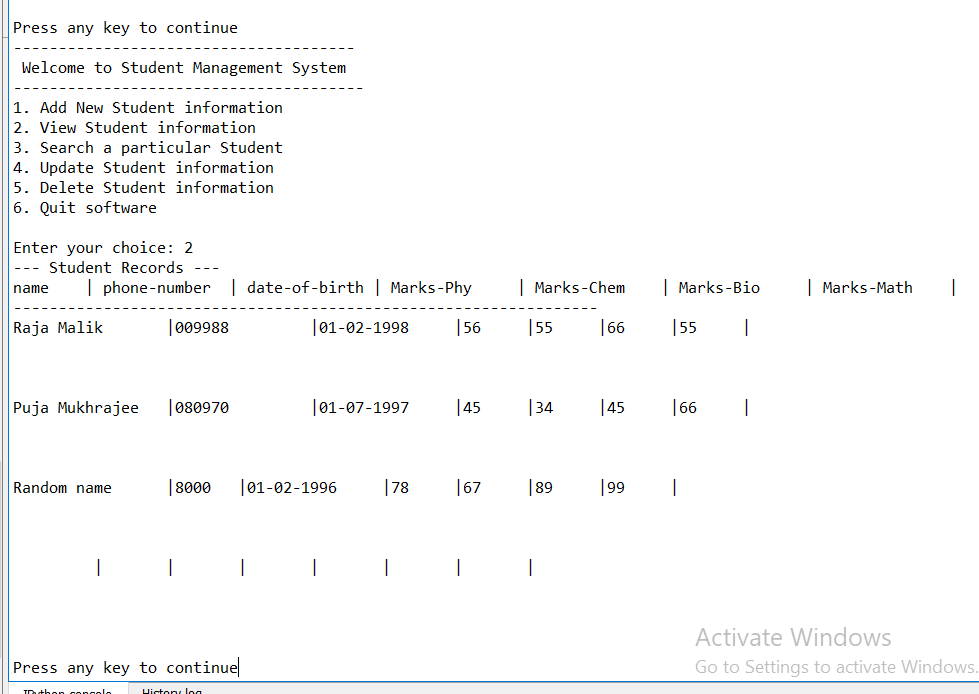 Press any key to continue
--------------------------------------
 Welcome to Student Management System
---------------------------------------
1. Add New Student information
2. View Student information
3. Search a particular Student
4. Update Student information
5. Delete Student information
6. Quit software
Enter your choice: 2
--- Student Records ---
name    | phone-number  | date-of-birth | Marks-Phy     | Marks-Chem    | Marks-Bio     | Marks-Math    |
-----------------------------------------------------------------
Raja Malik       |009988         |01-02-1998     |56     |55     |66     |55     |
Puja Mukhrajee   |080970         |01-07-1997     |45     |34     |45     |66     |
Random name      |8000   |01-02-1996     |78     |67     |89     |99     |
         |       |       |       |       |       |       |
Activate Windows
Go to Settings to activate Windows.
Press any key to continue
IPython console
History log